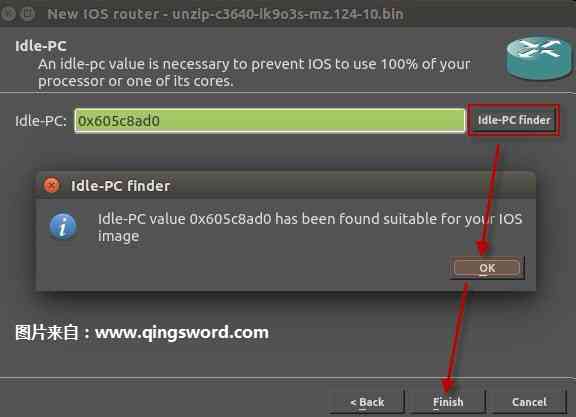 New IOS router - unzip-c3640-ik9o3s-mz.124-10.bin
Idle-PC
An idle-pc value is necessary to prevent IOS to use 100% of your
processor or one of its cores.
Idle-PC:
0x605c8ad0
Idle-PC finder
Idle-PC finder
Idle-PC value 0x605c8ad0 has been found suitable for your IOS
image
OK
图片来自：www.qingsword.com
< Back
Finish
Cancel